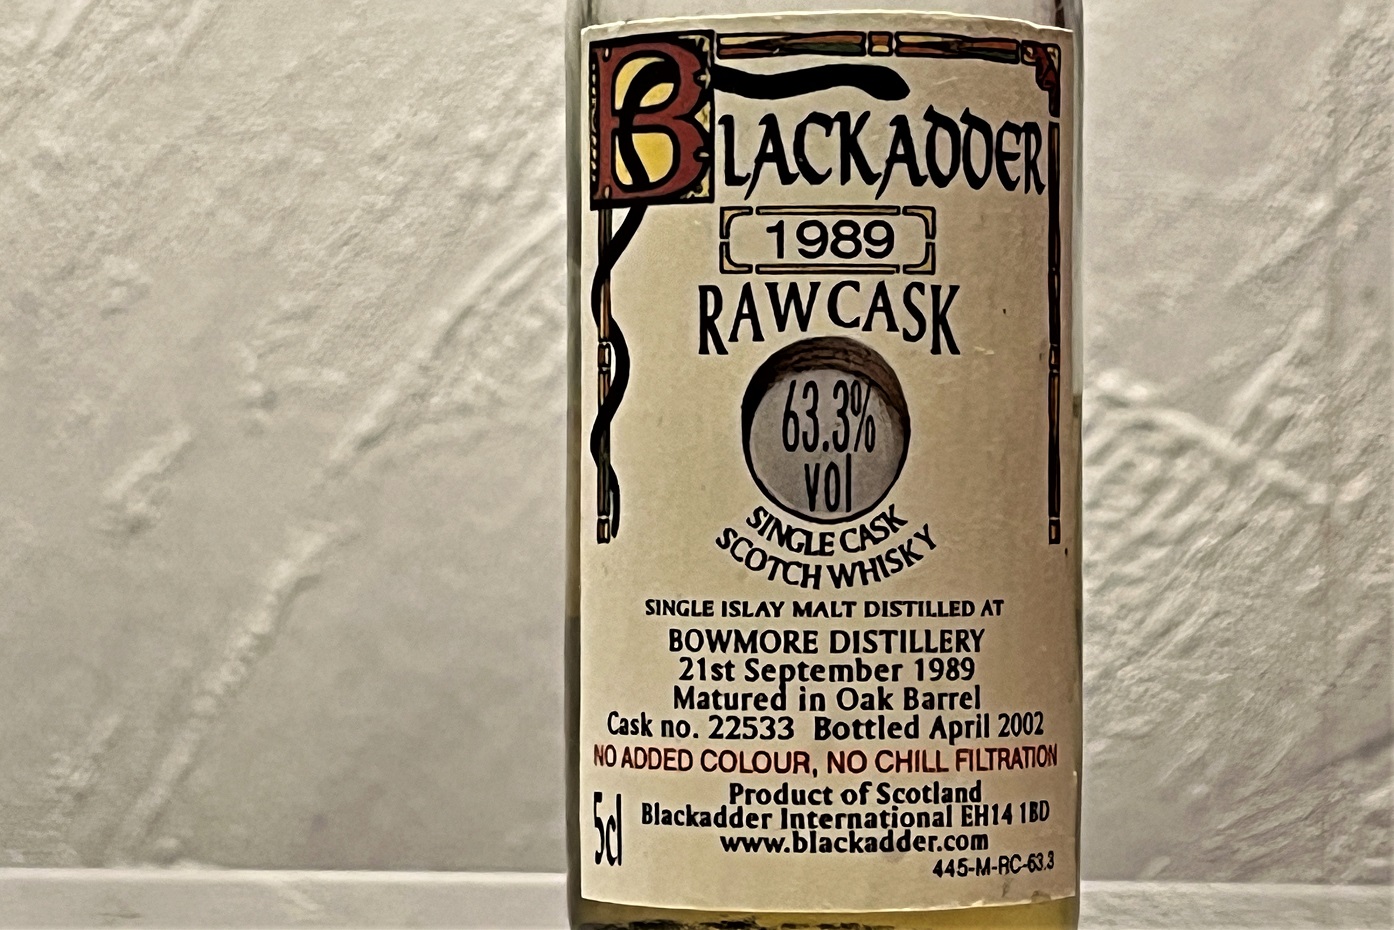 BLACKADDER
1989
RAW CASK
63.3%
vol
SINGLE CASK
SCOTCH WHISKY
SINGLE ISLAY MALT DISTILLED AT
BOWMORE DISTILLERY
21st September 1989
Matured in Oak Barrel
Cask no. 22533 Bottled April 2002
NO ADDED COLOUR, NO CHILL FILTRATION
Product of Scotland
5cl Blackadder International EH14 1BD
www.blackadder.com
445-M-RC-63.3